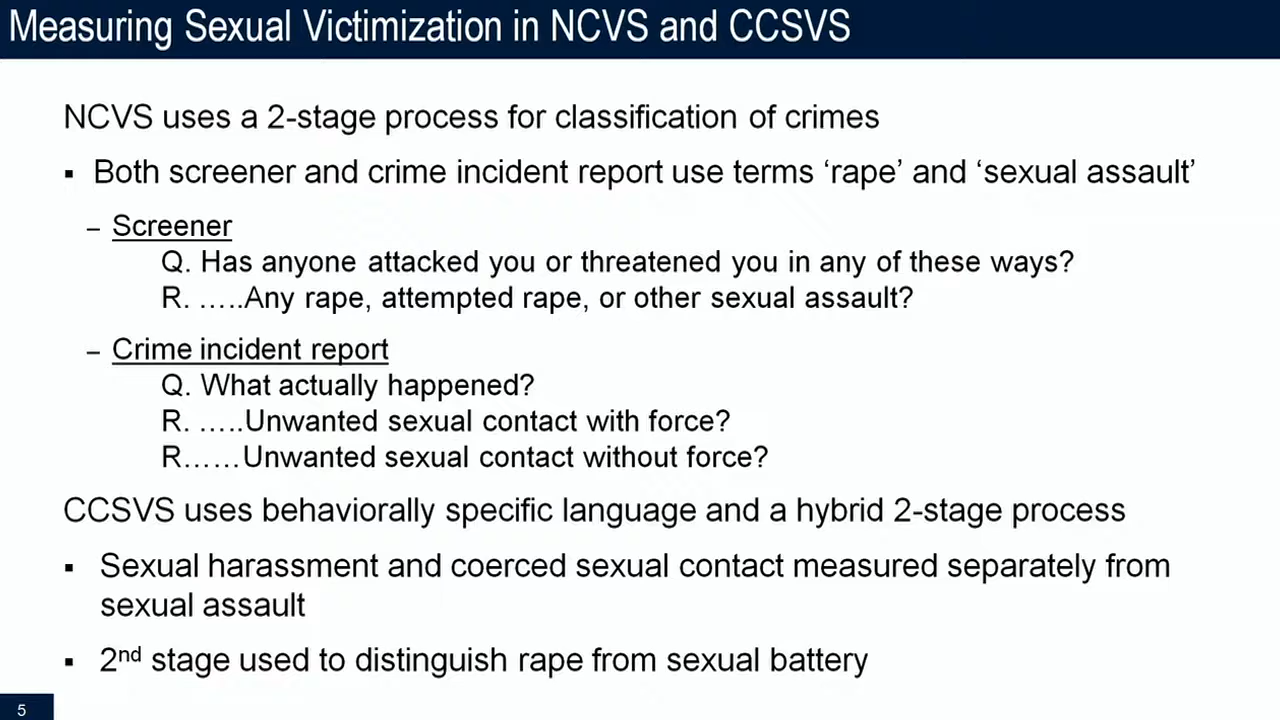 Measuring Sexual Victimization in NCVS and CCSVS
NCVS uses a 2-stage process for classification of crimes
▪ Both screener and crime incident report use terms ‘rape’ and ‘sexual assault’
– Screener
Q. Has anyone attacked you or threatened you in any of these ways?
R. …..Any rape, attempted rape, or other sexual assault?
– Crime incident report
Q. What actually happened?
R. …..Unwanted sexual contact with force?
R……Unwanted sexual contact without force?
CCSVS uses behaviorally specific language and a hybrid 2-stage process
▪ Sexual harassment and coerced sexual contact measured separately from
sexual assault
▪ 2nd stage used to distinguish rape from sexual battery
5